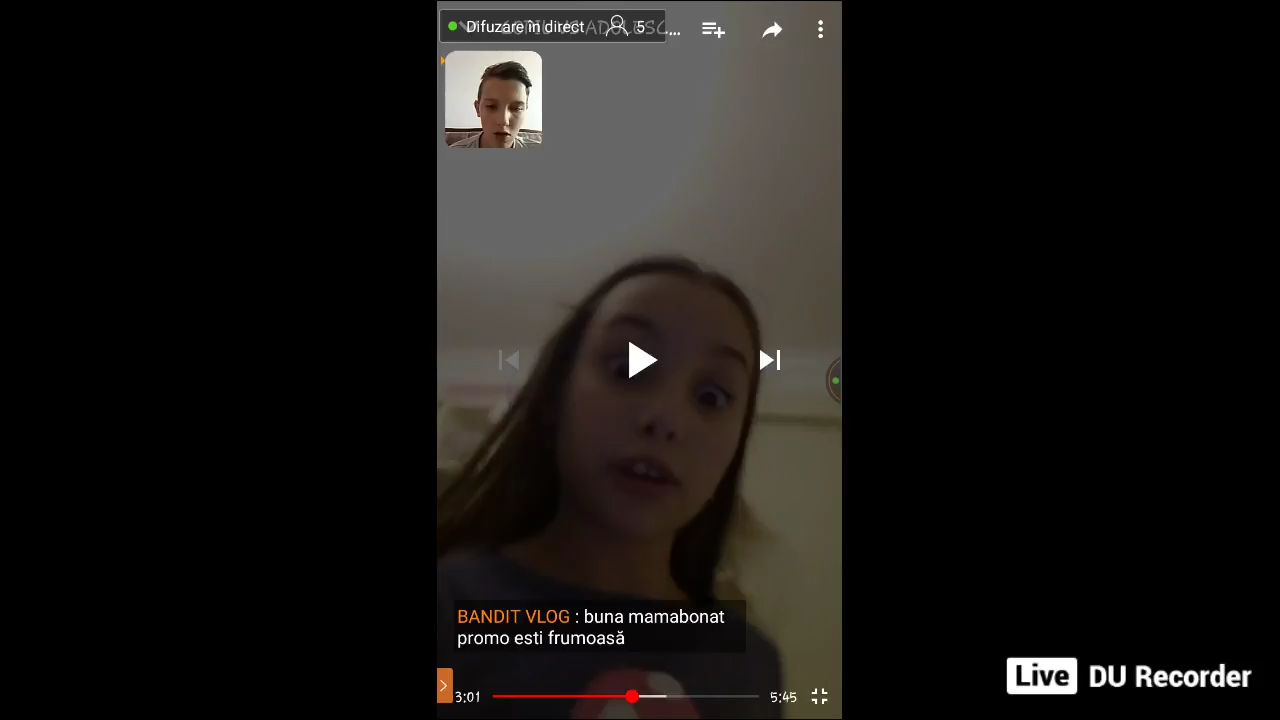 Difuzare în direct 5
...
BANDIT VLOG : buna mamabonat
promo esti frumoasă
3:01 5:45
Live DU Recorder